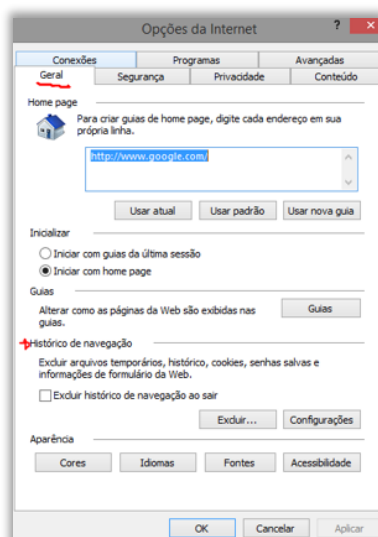 Opções da Internet
? ×
Conexões Programas Avançadas
Geral Segurança Privacidade Conteúdo
Home page
Para criar guias de home page, digite cada endereço em sua
própria linha.
http://www.google.com/
Usar atual Usar padrão Usar nova guia
Inicializar
Iniciar com guias da última sessão
Iniciar com home page
Guias
Alterar como as páginas da Web são exibidas nas
guias.
Guias
Histórico de navegação
Excluir arquivos temporários, histórico, cookies, senhas salvas e
informações de formulário da Web.
Excluir histórico de navegação ao sair
Excluir... Configurações
Aparência
Cores Idiomas Fontes Acessibilidade
OK Cancelar Aplicar